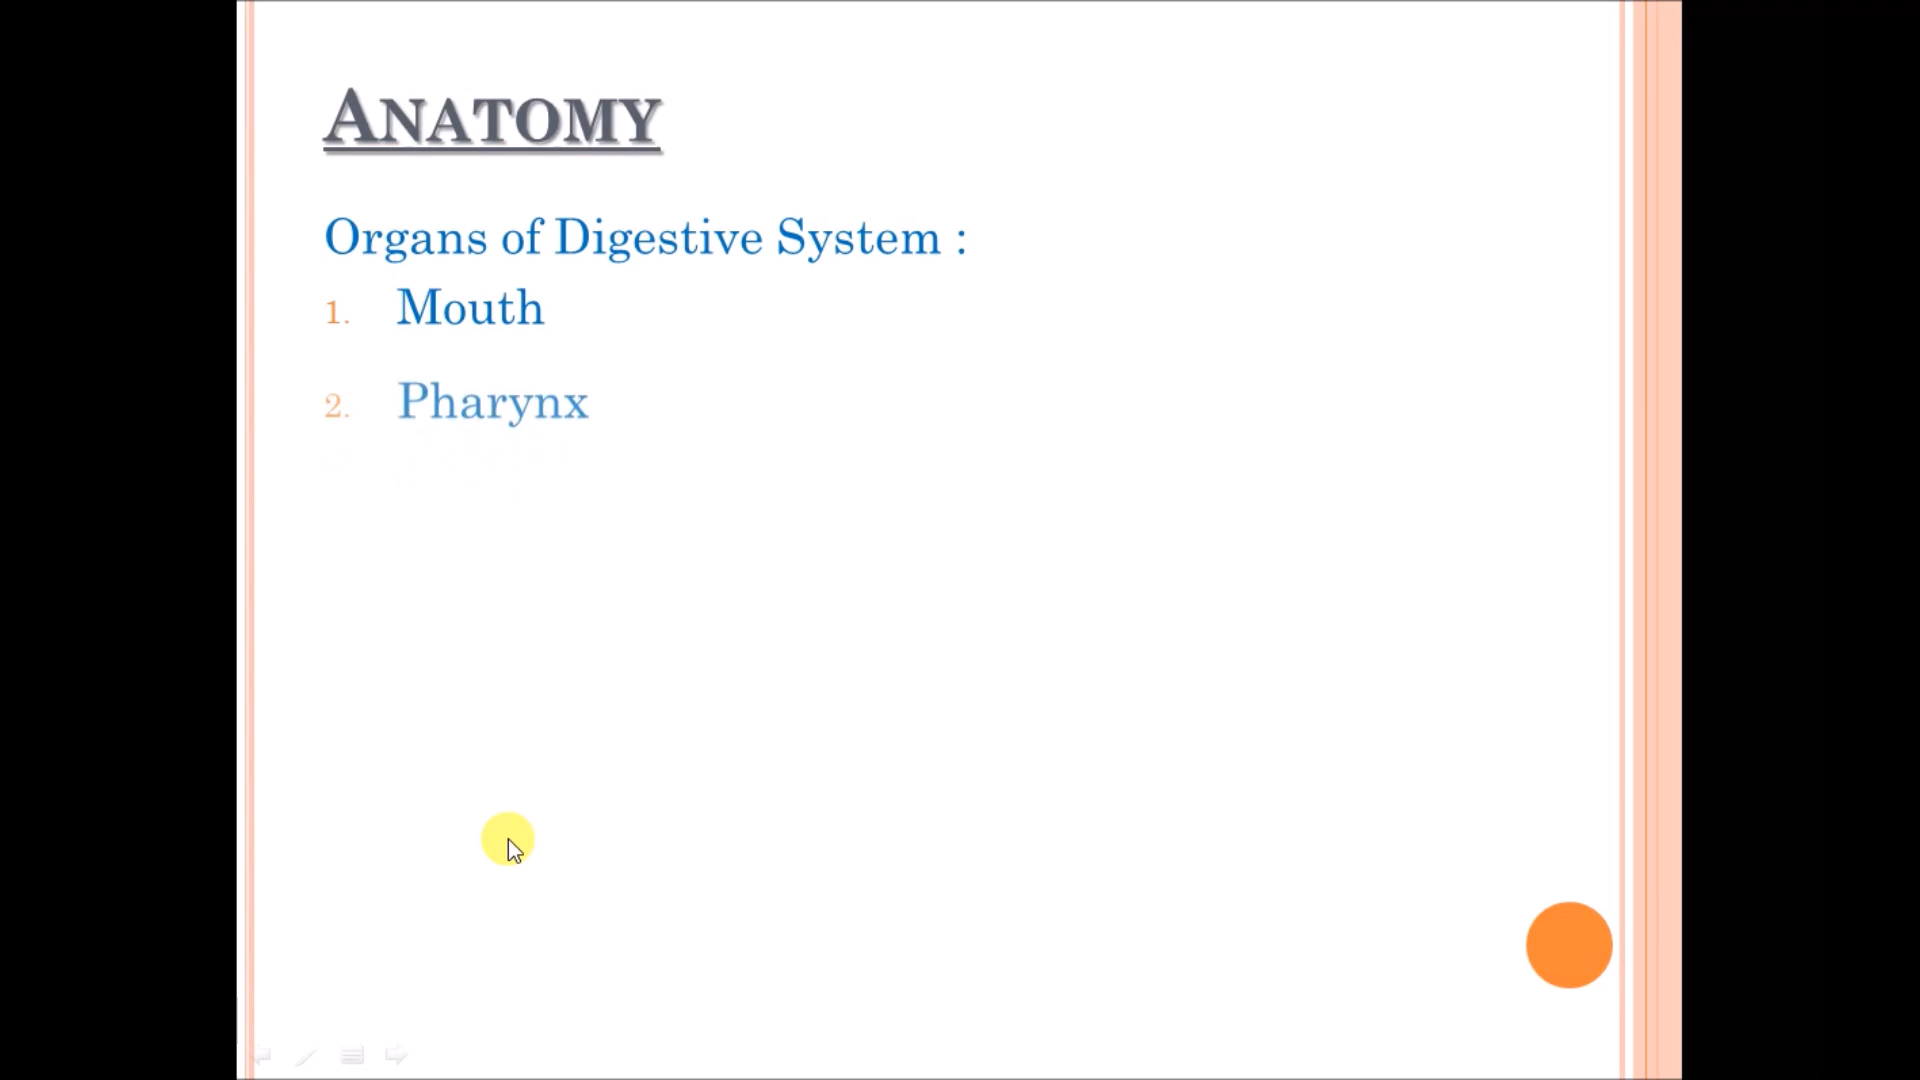 ANATOMY
Organs of Digestive System :
1. Mouth
2. Pharynx